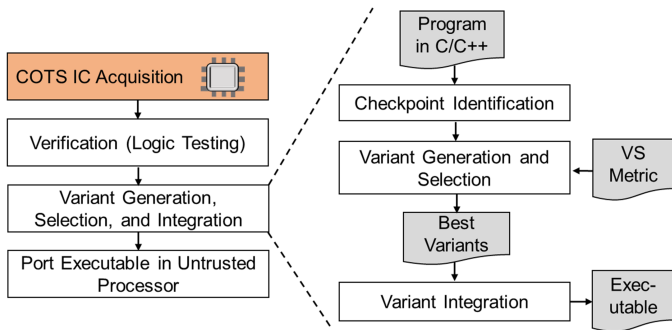 COTS IC Acquisition
Verification (Logic Testing)
Variant Generation,
Selection, and Integration
Port Executable in Untrusted
Processor
Program
in C/C++
Checkpoint Identification
Variant Generation and
Selection
VS
Metric
Best
Variants
Variant Integration
Exec-
utable